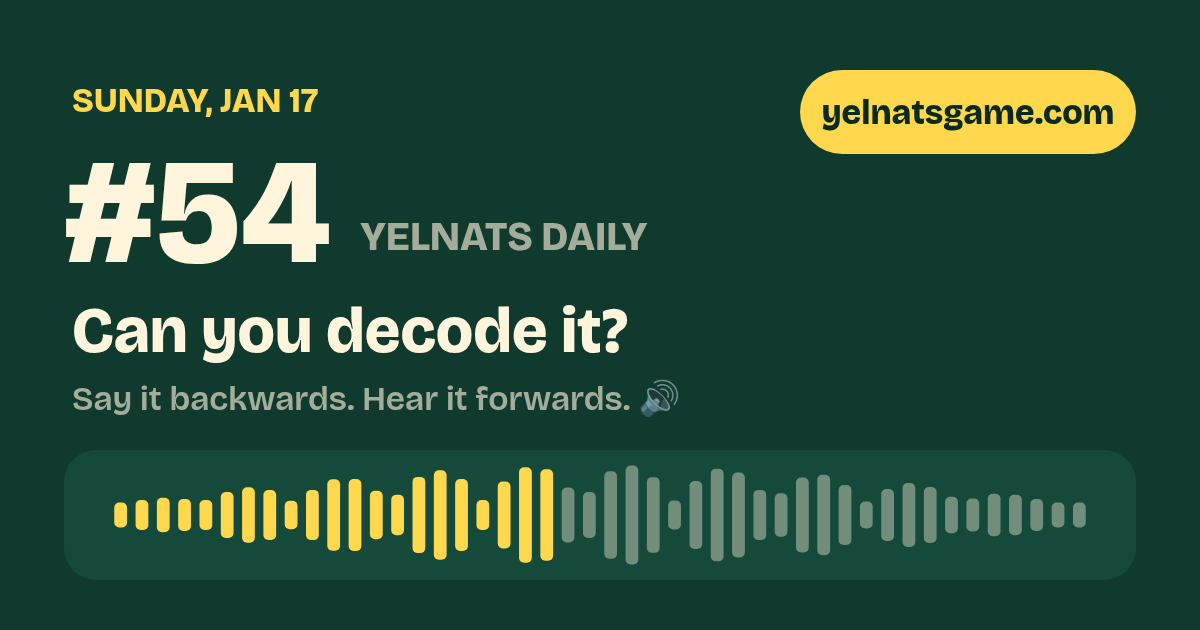 SUNDAY, JAN 17
yelnatsgame.com
#54 YELNATS DAILY
Can you decode it?
Say it backwards. Hear it forwards. 🔊